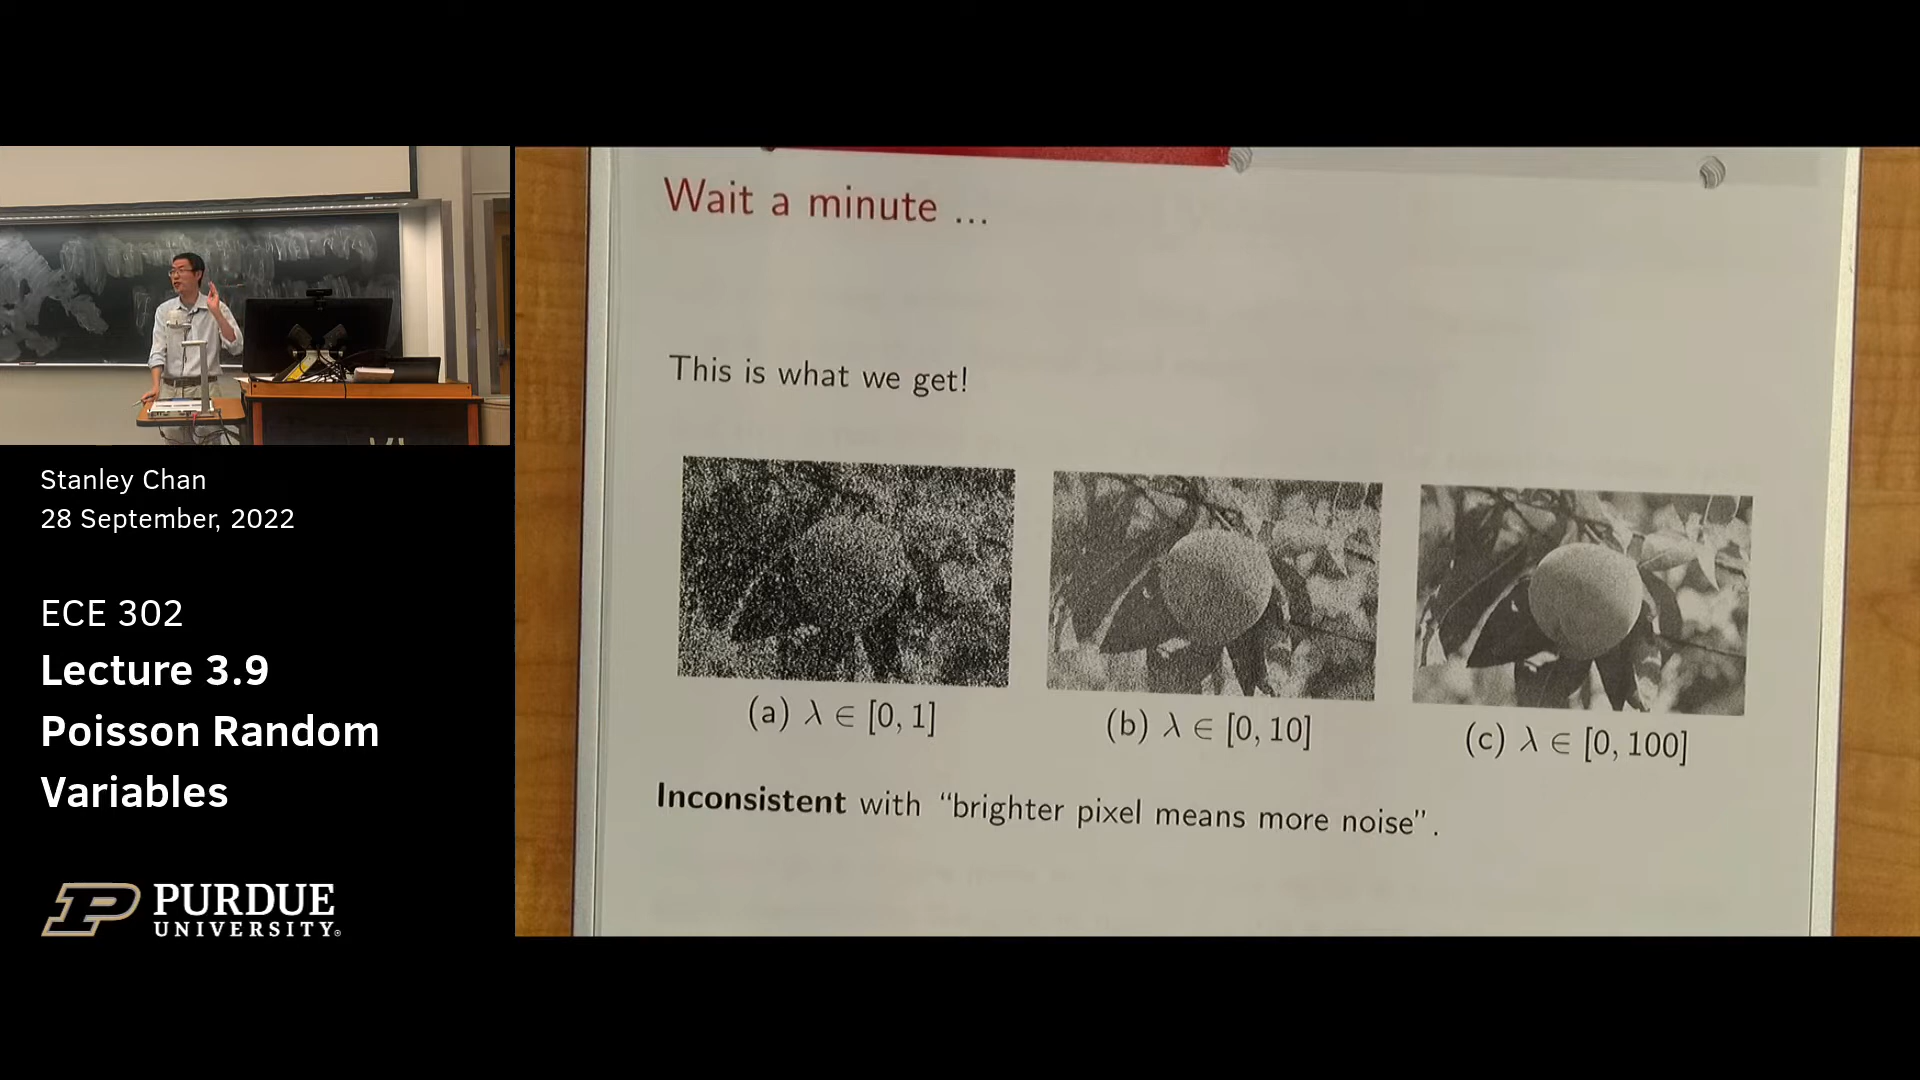 Stanley Chan
28 September, 2022
ECE 302
Lecture 3.9
Poisson Random
Variables
PURDUE
UNIVERSITY®
Wait a minute ...
This is what we get!
(a) λ ∈ [0, 1]
(b) λ ∈ [0, 10]
(c) λ ∈ [0, 100]
Inconsistent with “brighter pixel means more noise”.